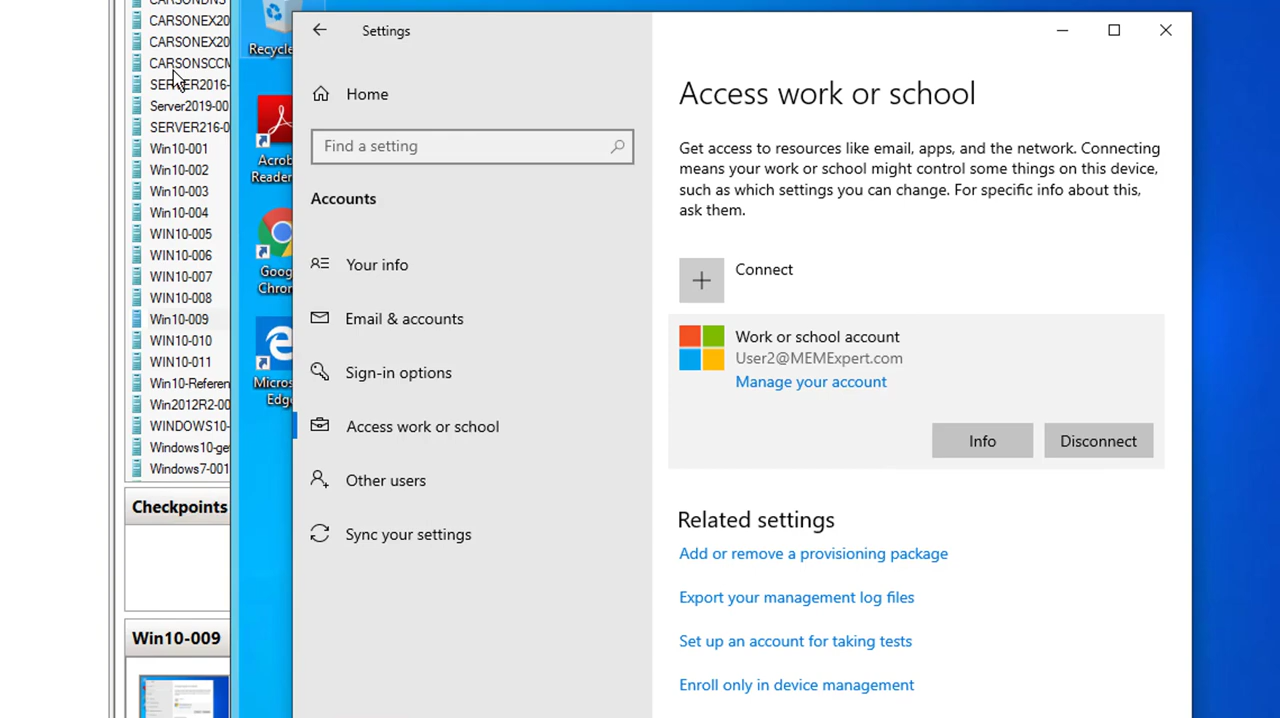 CARSONDNS
CARSONEX20
CARSONEX20
CARSONSCCM
SERVER2016-
Server2019-00
SERVER216-0
Win10-001
Win10-002
Win10-003
Win10-004
WIN10-005
WIN10-006
WIN10-007
WIN10-008
Win10-009
WIN10-010
WIN10-011
Win10-Referen
Win2012R2-00
WINDOWS10-
Windows10-ge
Windows7-001
Checkpoints
Win10-009
Recycle
Acrob
Reader
Goog
Chrom
Micros
Edge
Settings
Home
Find a setting
Accounts
Your info
Email & accounts
Sign-in options
Access work or school
Other users
Sync your settings
Access work or school
Get access to resources like email, apps, and the network. Connecting
means your work or school might control some things on this device,
such as which settings you can change. For specific info about this,
ask them.
Connect
Work or school account
User2@MEMExpert.com
Manage your account
Info
Disconnect
Related settings
Add or remove a provisioning package
Export your management log files
Set up an account for taking tests
Enroll only in device management